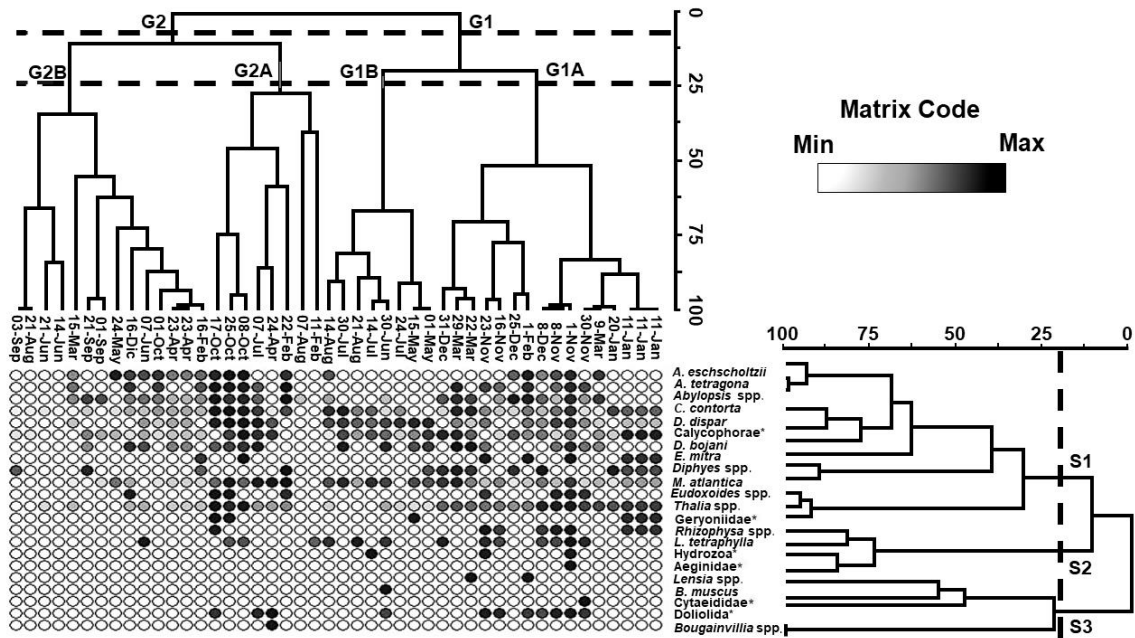 G2
G1
G2B
G2A
G1B
G1A
0
25
50
75
100
Matrix Code
Min
Max
03-Sep
21-Aug
21-Jun
14-Jun
15-Mar
21-Sep
01-Sep
24-May
16-Dic
07-Jun
01-Oct
23-Apr
23-Apr
16-Feb
17-Oct
25-Oct
08-Oct
07-Jul
24-Apr
22-Feb
07-Aug
11-Feb
14-Aug
30-Jul
21-Aug
14-Jul
30-Jun
24-Jul
15-May
01-May
31-Dec
29-Mar
22-Mar
23-Nov
16-Nov
25-Dec
1-Feb
8-Dec
8-Nov
1-Nov
30-Nov
9-Mar
20-Jan
11-Jan
11-Jan
11-Jan
100
75
50
25
0
A. eschscholtzii
A. tetragona
Abylopsis spp.
C. contorta
D. dispar
Calycophorae*
D. bojani
E. mitra
Diphyes spp.
M. atlantica
Eudoxoides spp.
Thalia spp.
Geryoniidae*
Rhizophysa spp.
L. tetraphylla
Hydrozoa*
Aeginidae*
Lensia spp.
B. muscus
Cytaeididae*
Doliolida*
Bougainvillia spp.
S1
S2
S3